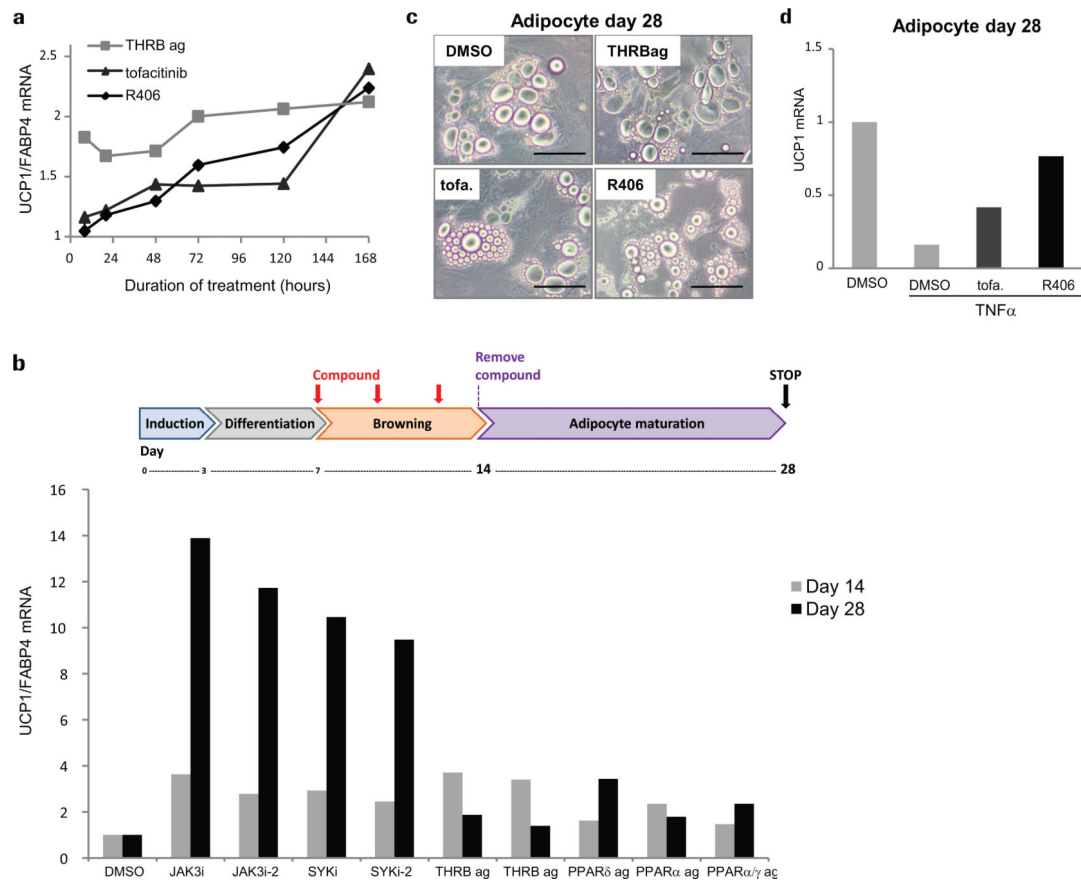 a
THRB ag
tofacitinib
R406
UCP1/FABP4 mRNA
2.5
2
1.5
1
0 24 48 72 96 120 144 168
Duration of treatment (hours)
c
Adipocyte day 28
DMSO
THRBag
tofa.
R406
d
Adipocyte day 28
UCP1 mRNA
1.5
1
0.5
0
DMSO
DMSO tofa. R406
TNFα
b
Compound
Remove
compound
STOP
Induction
Differentiation
Browning
Adipocyte maturation
Day
0 3 7 14 28
UCP1/FABP4 mRNA
16
14
12
10
8
6
4
2
0
Day 14
Day 28
DMSO JAK3i JAK3i-2 SYKi SYKi-2 THRB ag THRB ag PPARδ ag PPARα ag PPARα/γ ag